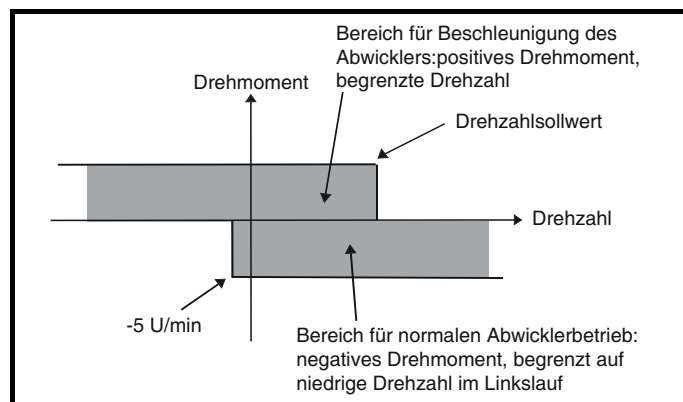 Bereich für Beschleunigung des
Abwicklers:positives Drehmoment,
begrenzte Drehzahl
Drehmoment
Drehzahlsollwert
Drehzahl
-5 U/min
Bereich für normalen Abwicklerbetrieb:
negatives Drehmoment, begrenzt auf
niedrige Drehzahl im Linkslauf